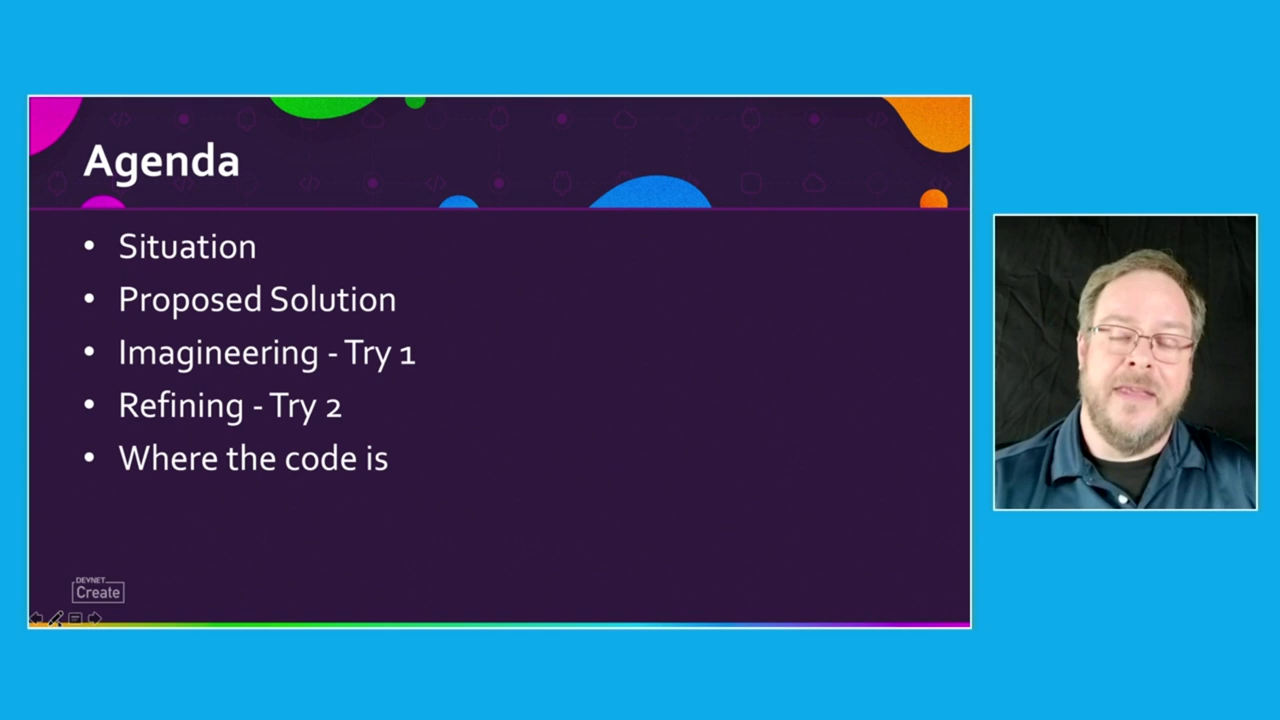 Agenda
• Situation
• Proposed Solution
• Imagineering - Try 1
• Refining - Try 2
• Where the code is
DEVNET
Create